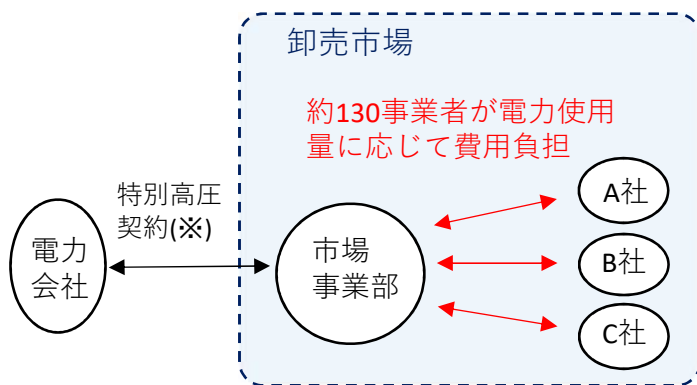 卸売市場
約130事業者が電力使用
量に応じて費用負担
特別高圧
契約(※)
電力
会社
市場
事業部
A社
B社
C社